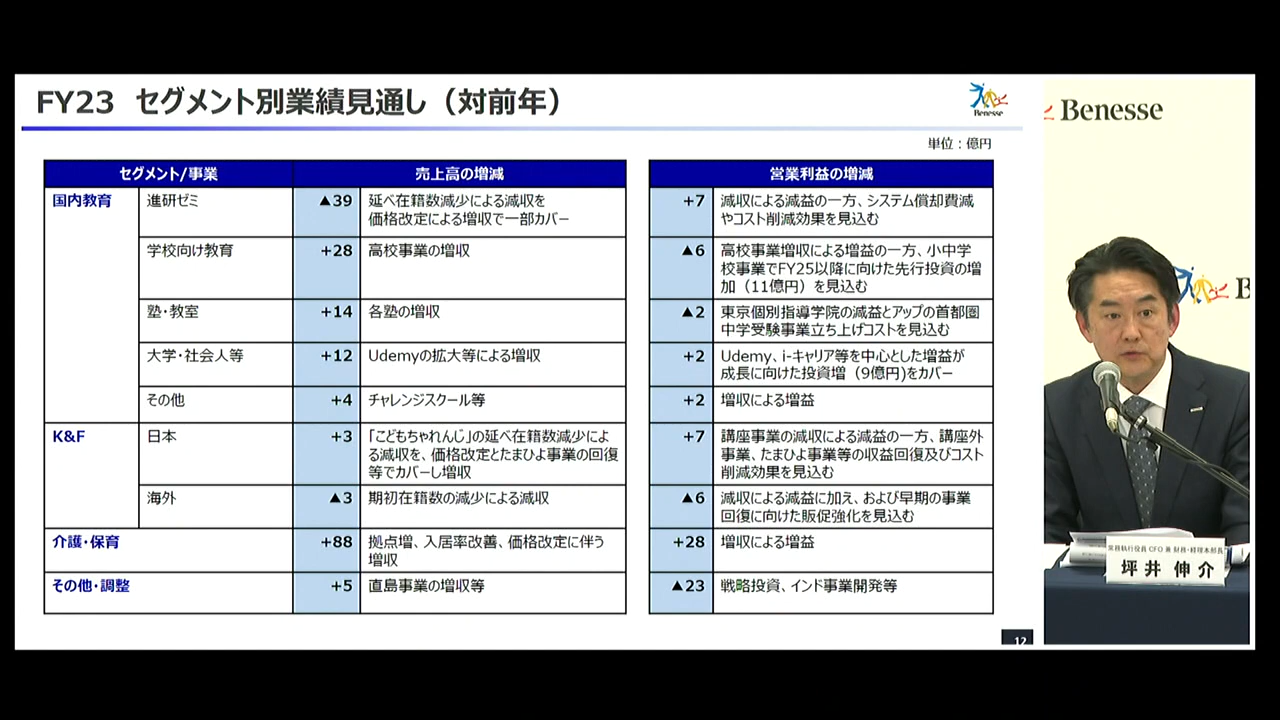 FY23 セグメント別業績見通し（対前年）
Benesse
単位：億円
セグメント/事業 売上高の増減 営業利益の増減
国内教育 進研ゼミ ▲39 延べ在籍数減少による減収を
価格改定による増収で一部カバー
+7 減収による減益の一方、システム償却費減
やコスト削減効果を見込む
学校向け教育 +28 高校事業の増収
▲6 高校事業増収による増益の一方、小中学
校事業でFY25以降に向けた先行投資の増
加（11億円）を見込む
塾・教室 +14 各塾の増収
▲2 東京個別指導学院の減益とアップの首都圏
中学受験事業立ち上げコストを見込む
大学・社会人等 +12 Udemyの拡大等による増収
+2 Udemy、i-キャリア等を中心とした増益が
成長に向けた投資増（9億円)をカバー
その他 +4 チャレンジスクール等
+2 増収による増益
K&F 日本 +3 「こどもちゃれんじ」の延べ在籍数減少によ
る減収を、価格改定とたまひよ事業の回復
等でカバーし増収
+7 講座事業の減収による減益の一方、講座外
事業、たまひよ事業等の収益回復及びコスト
削減効果を見込む
海外 ▲3 期初在籍数の減少による減収
▲6 減収による減益に加え、および早期の事業
回復に向けた販促強化を見込む
介護・保育 +88 拠点増、入居率改善、価格改定に伴う
増収
+28 増収による増益
その他・調整 +5 直島事業の増収等
▲23 戦略投資、インド事業開発等
12
Benesse
B
常務執行役員 CFO 兼 財務・経理本部長
坪井 伸介